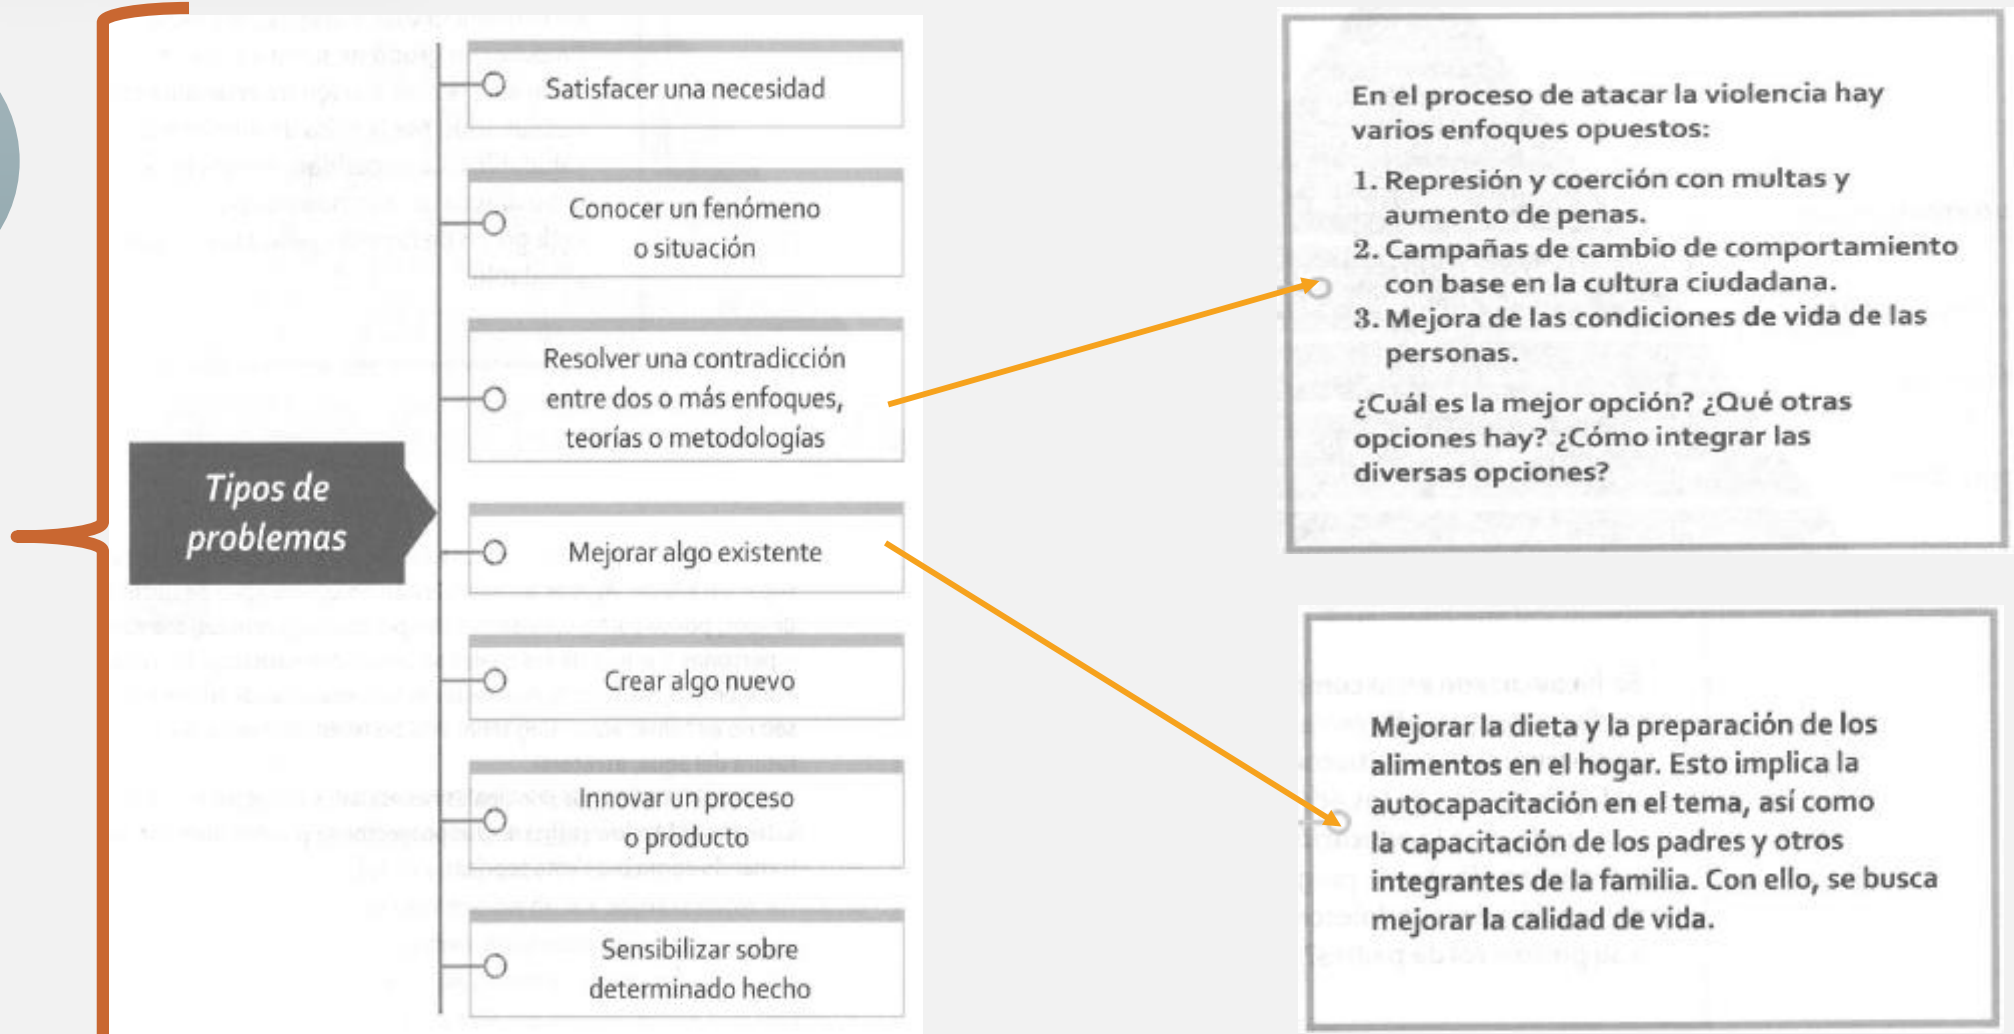 Tipos de
problemas
Satisfacer una necesidad
Conocer un fenómeno
o situación
Resolver una contradicción
entre dos o más enfoques,
teorías o metodologías
Mejorar algo existente
Crear algo nuevo
Innovar un proceso
o producto
Sensibilizar sobre
determinado hecho
En el proceso de atacar la violencia hay
varios enfoques opuestos:
1. Represión y coerción con multas y
aumento de penas.
2. Campañas de cambio de comportamiento
con base en la cultura ciudadana.
3. Mejora de las condiciones de vida de las
personas.
¿Cuál es la mejor opción? ¿Qué otras
opciones hay? ¿Cómo integrar las
diversas opciones?
Mejorar la dieta y la preparación de los
alimentos en el hogar. Esto implica la
autocapacitación en el tema, así como
la capacitación de los padres y otros
integrantes de la familia. Con ello, se busca
mejorar la calidad de vida.